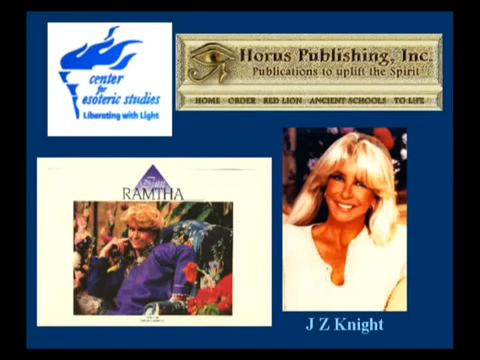 center
for
esoteric studies
Liberating with Light
Horus Publishing, Inc.
Publications to uplift the Spirit
HOME ORDER RED LION ANCIENT SCHOOLS TO LIFE
RAMTHA
J Z Knight